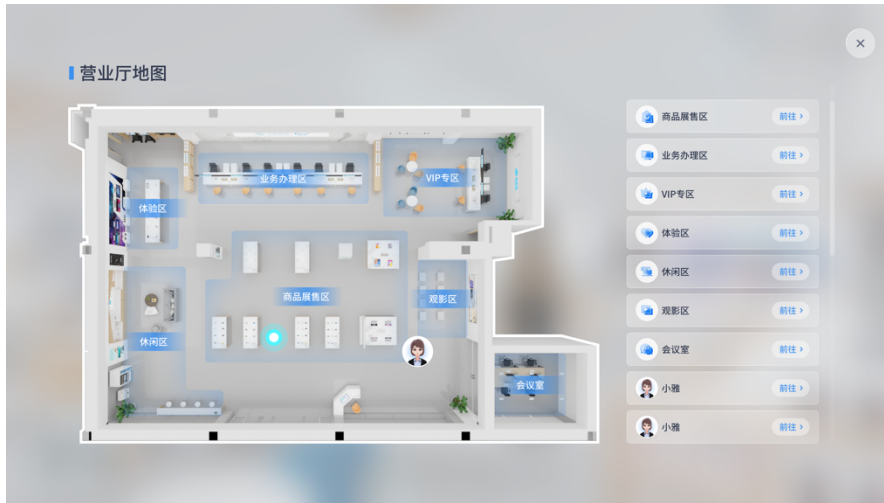 营业厅地图
业务办理区
VIP专区
体验区
商品展售区
观影区
休闲区
会议室
商品展售区 前往
业务办理区 前往
VIP专区 前往
体验区 前往
休闲区 前往
观影区 前往
会议室 前往
小雅 前往
小雅 前往